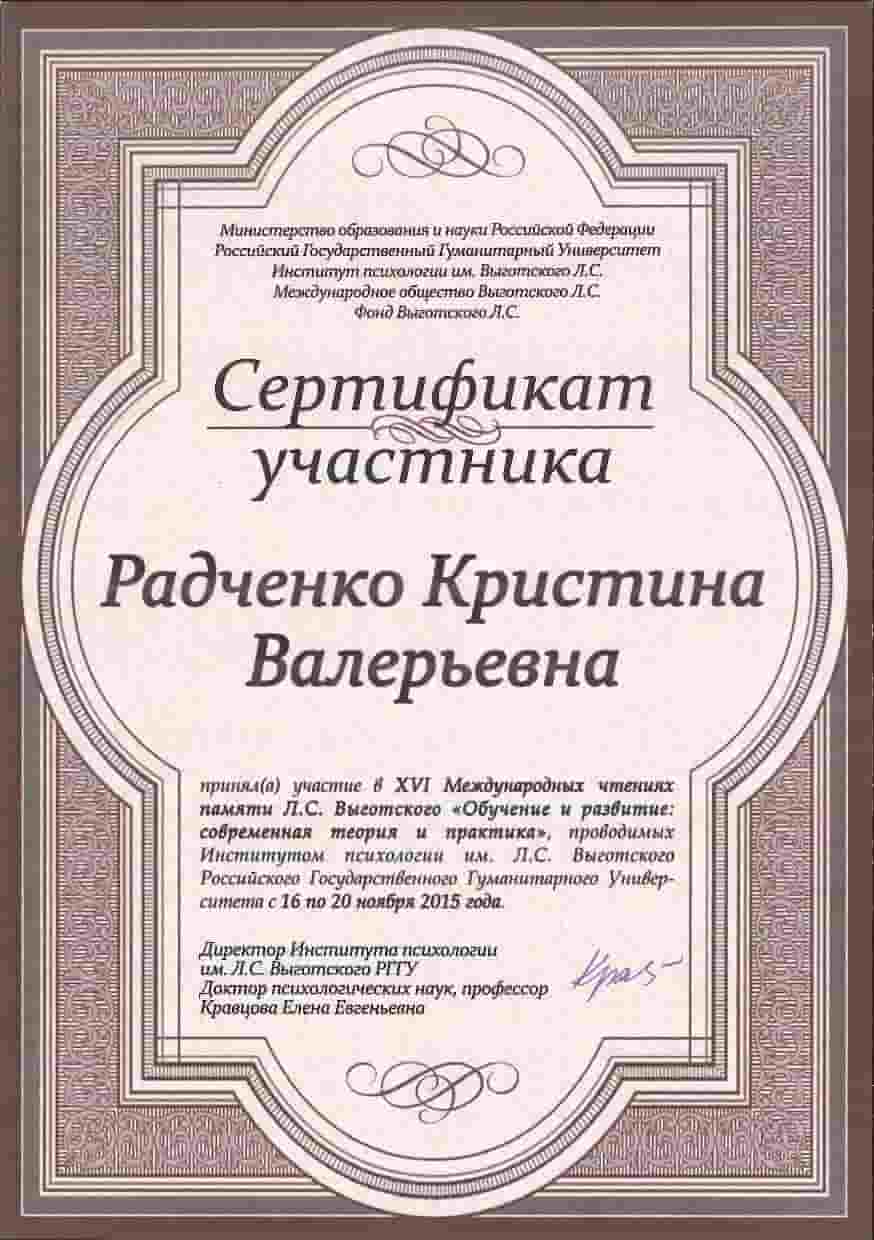 Министерство образования и науки Российской Федерации
Российский Государственный Гуманитарный Университет
Институт психологии им. Выготского Л.С.
Международное общество Выготского Л.С.
Фонд Выготского Л.С.
Сертификат
участника
Радченко Кристина
Валерьевна
принял(а) участие в XVI Международных чтениях
памяти Л.С. Выготского «Обучение и развитие:
современная теория и практика», проводимых
Институтом психологии им. Л.С. Выготского
Российского Государственного Гуманитарного Универ-
ситета с 16 по 20 ноября 2015 года.
Директор Института психологии
им. Л.С. Выготского РГГУ
Доктор психологических наук, профессор
Кравцова Елена Евгеньевна